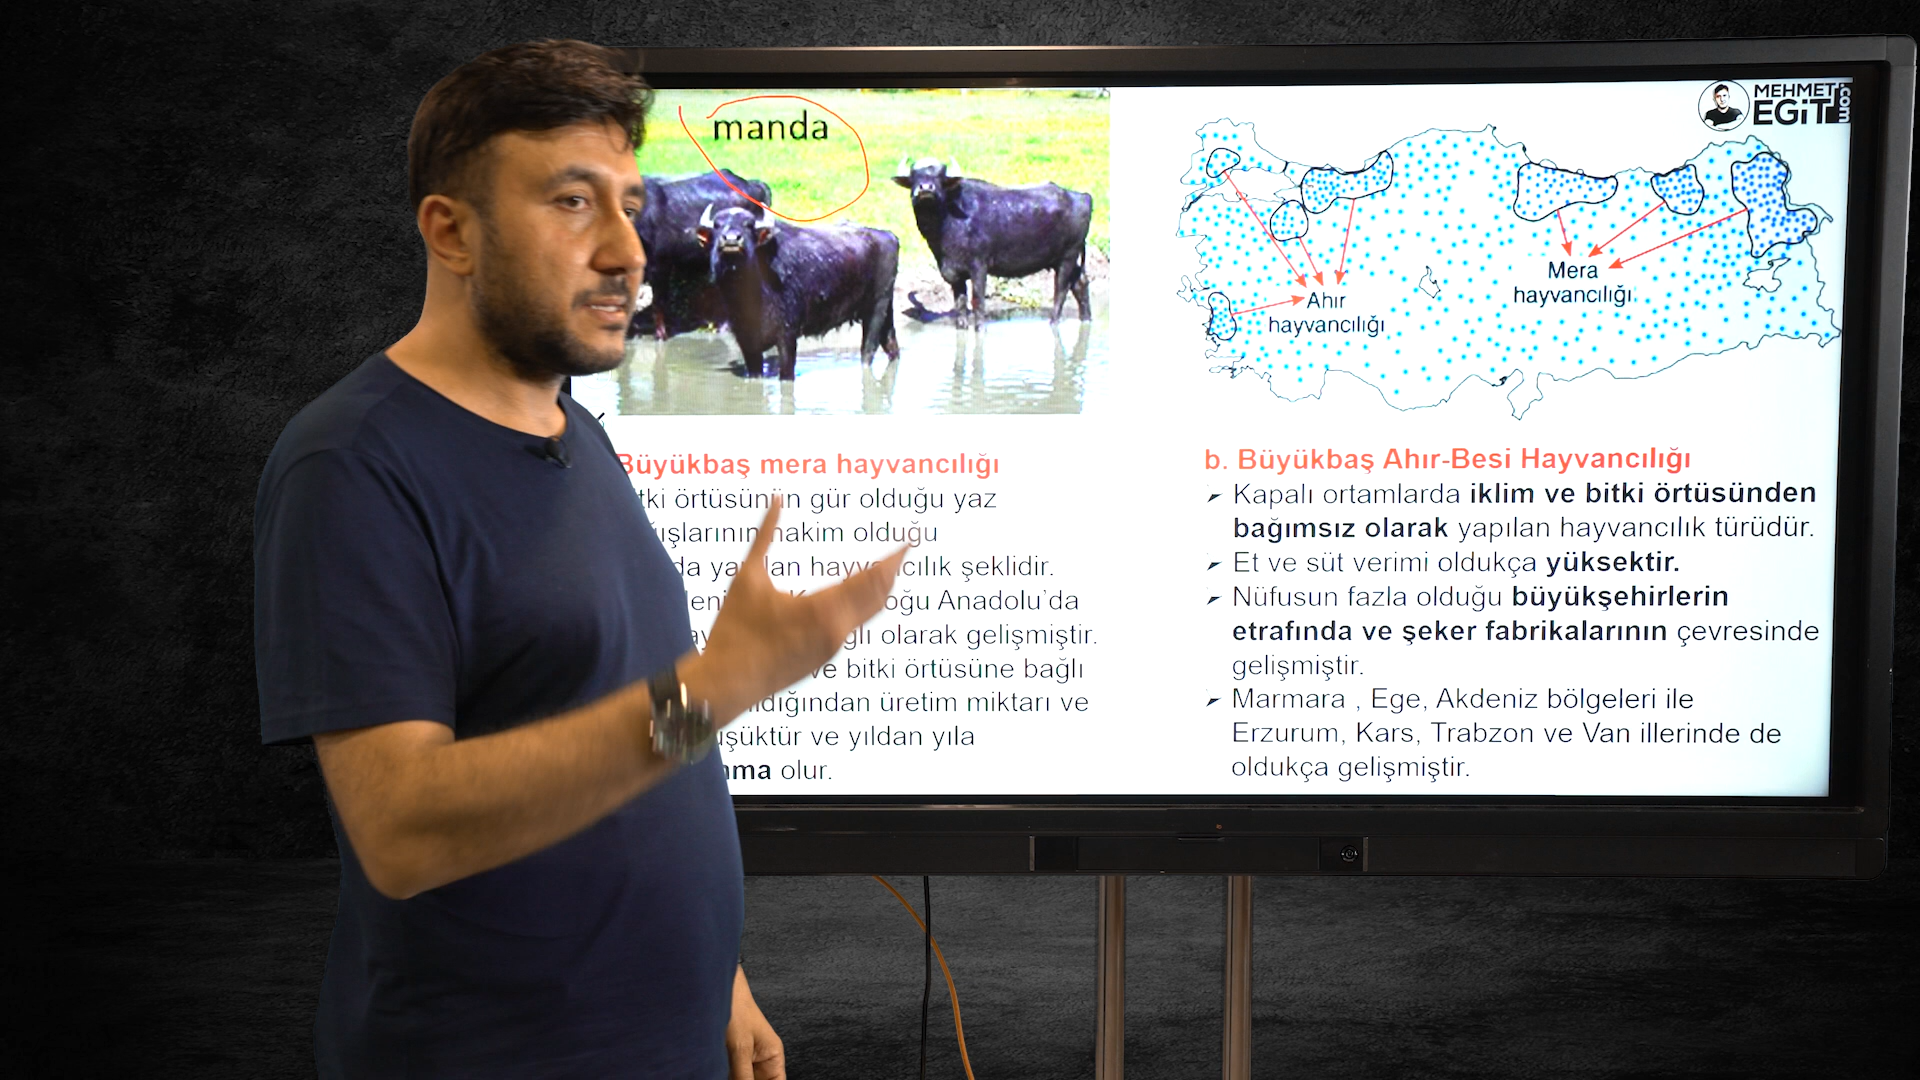 manda
MEHMET
EGİT
.com
Mera
hayvancılığı
Ahır
hayvancılığı
Büyükbaş mera hayvancılığı
örtüsünün gür olduğu yaz
hakim olduğu
hayvancılık şeklidir.
Anadolu'da
olarak gelişmiştir.
ve bitki örtüsüne bağlı
üretim miktarı ve
ve yıldan yıla
olur.
b. Büyükbaş Ahır-Besi Hayvancılığı
➤ Kapalı ortamlarda iklim ve bitki örtüsünden
bağımsız olarak yapılan hayvancılık türüdür.
➤ Et ve süt verimi oldukça yüksektir.
➤ Nüfusun fazla olduğu büyükşehirlerin
etrafında ve şeker fabrikalarının çevresinde
gelişmiştir.
➤ Marmara , Ege, Akdeniz bölgeleri ile
Erzurum, Kars, Trabzon ve Van illerinde de
oldukça gelişmiştir.